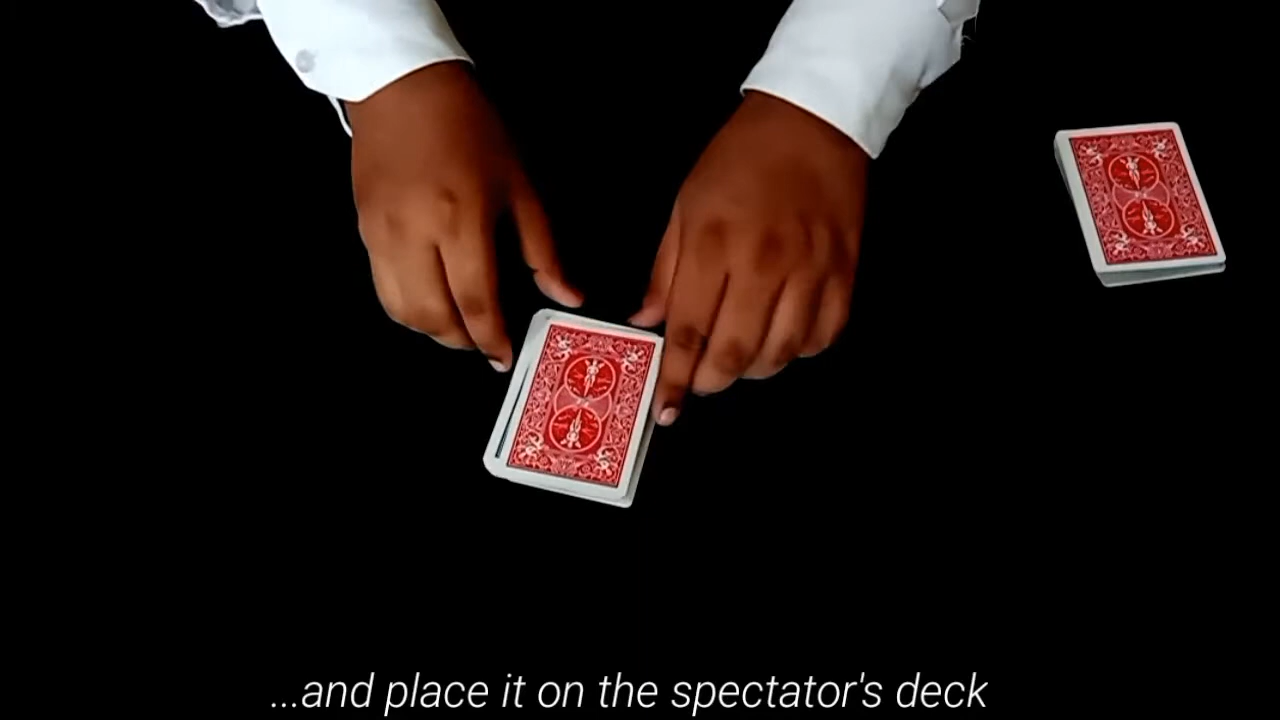 ...and place it on the spectator's deck